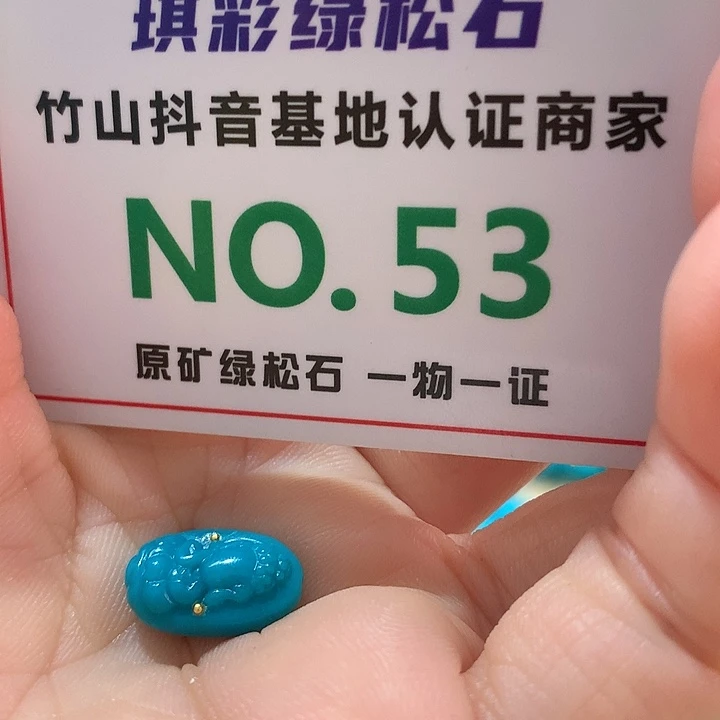 琪彩绿松石
竹山抖音基地认证商家
NO.53
原矿绿松石 一物一证